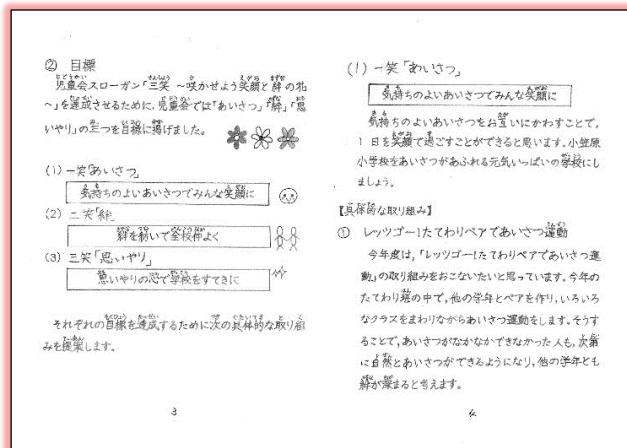 ② 目標
児童会スローガン「三笑 ~咲かせよう笑顔と絆の花
~」を達成させるために、児童会では「あいさつ」「絆」「思
いやり」の三つを目標に掲げました。
(1) 一笑「あいさつ」
気持ちのよいあいさつでみんな笑顔に
(2) 二笑「絆」
絆を紡いで全校仲よく
(3) 三笑「思いやり」
思いやりの心で学校をすてきに
それぞれの目標を達成するために次の具体的な取り組
みを提案します。
3
(1) 一笑「あいさつ」
気持ちのよいあいさつでみんな笑顔に
気持ちのよいあいさつをお互いにかわすことで、
1日を笑顔で過ごすことができると思います。小笠原
小学校をあいさつがあふれる元気いっぱいの学校にし
ましょう。
【具体的な取り組み】
① レッツゴー!たてわりペアであいさつ運動
今年度は、「レッツゴー!たてわりペアであいさつ運
動」の取り組みをおこないたいと思っています。今年の
たてわり班の中で、他の学年とペアを作り、いろいろ
なクラスをまわりながらあいさつ運動をします。そうす
ることで、あいさつがなかなかできなかった人も、次第
に自然とあいさつができるようになり、他の学年とも
絆が深まると考えます。
4